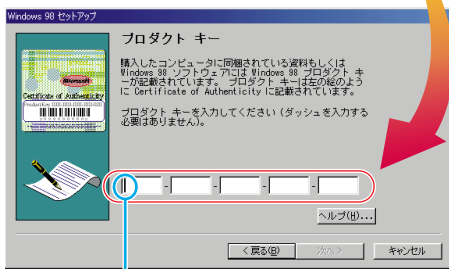 Windows 98 セットアップ
プロダクト キー
購入したコンピュータに同梱されている資料もしくは
Windows 98 ソフトウェアには Windows 98 プロダクト キ
ーが記載されています。 プロダクト キーは左の絵のよう
に Certificate of Authenticity に記載されています。
Microsoft
Certificate of Authenticity
プロダクト キーを入力してください (ダッシュを入力する
必要はありません)。
- - - -
ヘルプ(H)...
< 戻る(B)
次へ >
キャンセル